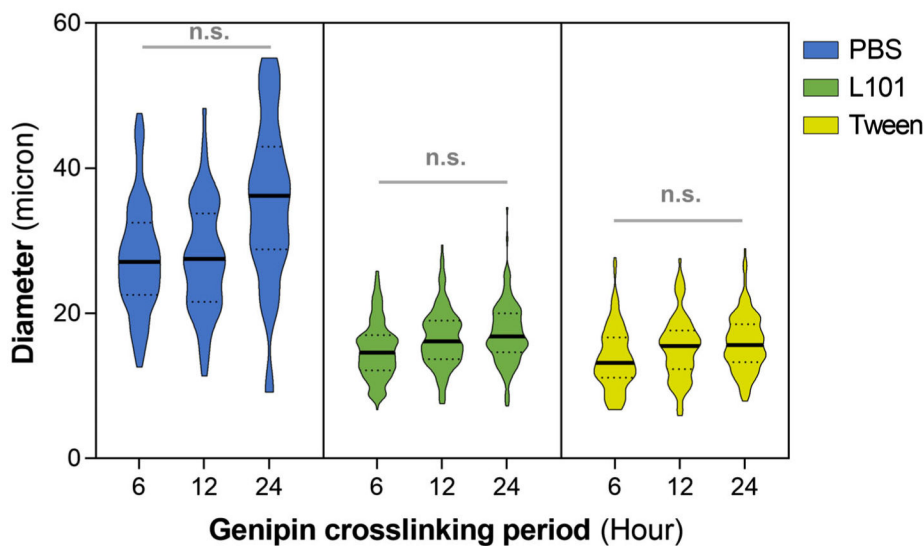 60
40
20
0
Diameter (micron)
n.s.
n.s.
n.s.
PBS
L101
Tween
6 12 24 6 12 24 6 12 24
Genipin crosslinking period (Hour)